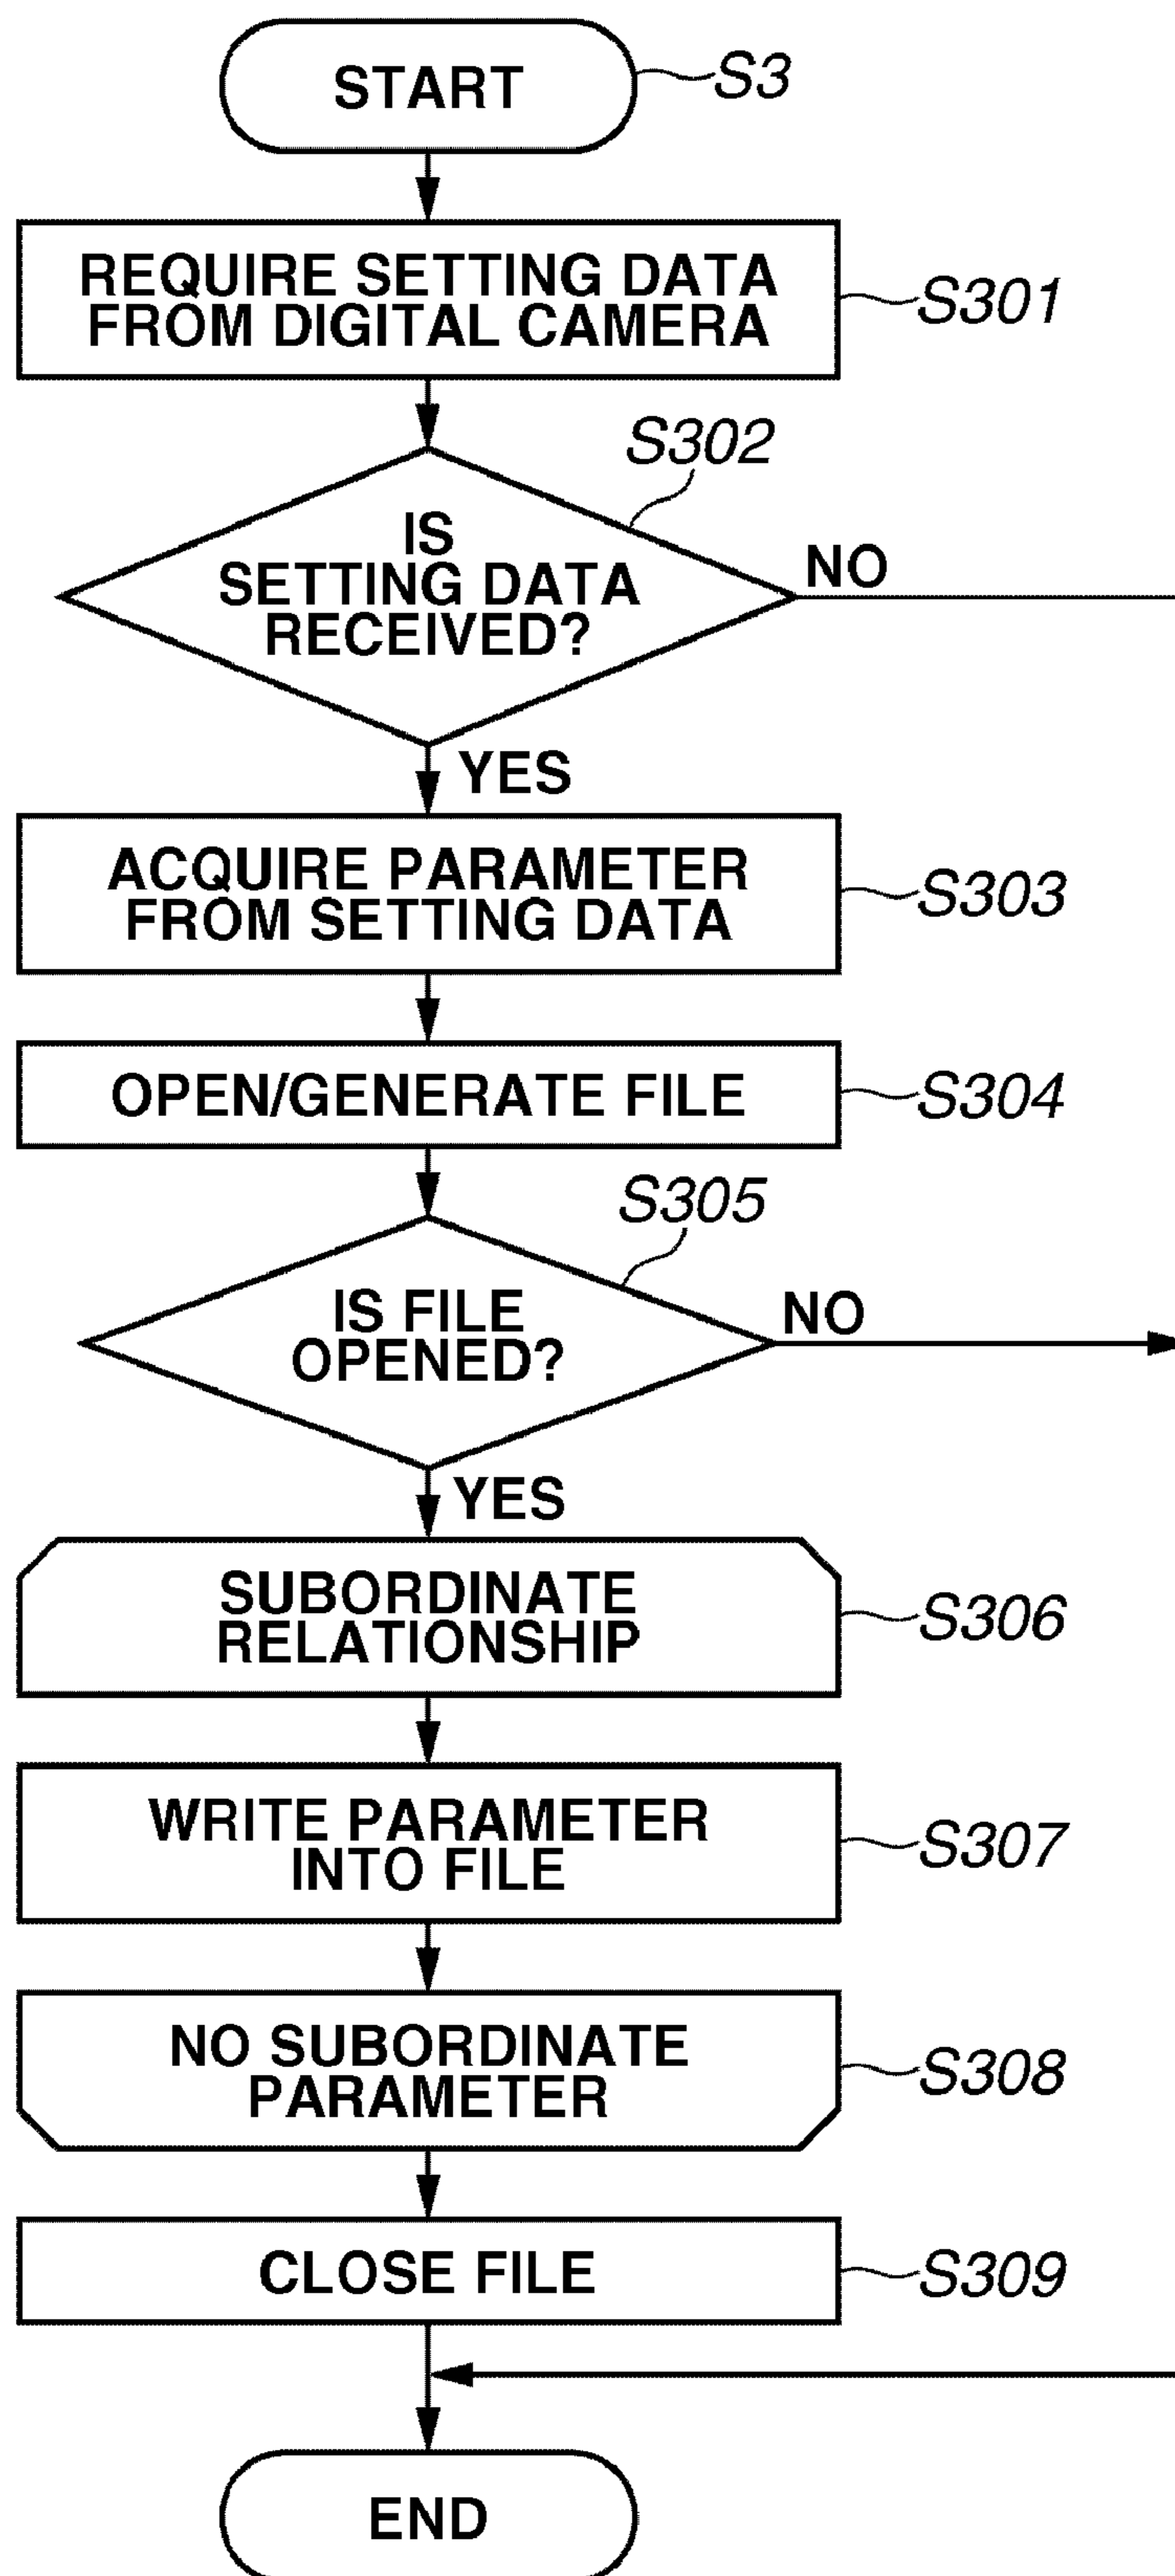 START
S3
REQUIRE SETTING DATA
FROM DIGITAL CAMERA
S301
S302
IS
SETTING DATA
RECEIVED?
NO
YES
ACQUIRE PARAMETER
FROM SETTING DATA
S303
OPEN/GENERATE FILE
S304
S305
IS FILE
OPENED?
NO
YES
SUBORDINATE
RELATIONSHIP
S306
WRITE PARAMETER
INTO FILE
S307
NO SUBORDINATE
PARAMETER
S308
CLOSE FILE
S309
END